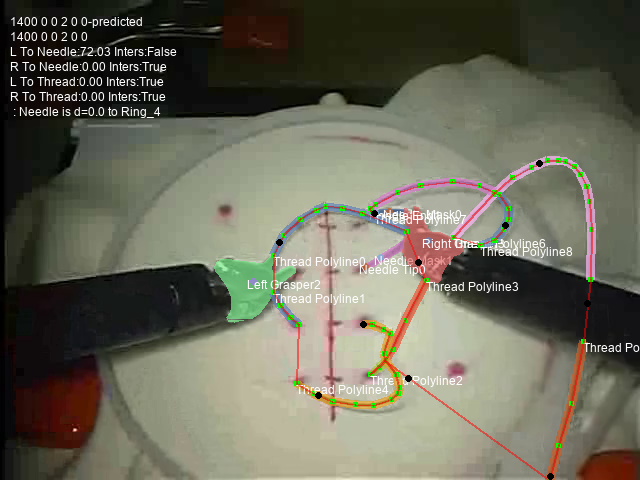 1400 0 0 2 0 0-predicted
1400 0 0 2 0 0
L To Needle:72.03 Inters:False
R To Needle:0.00 Inters:True
L To Thread:0.00 Inters:True
R To Thread:0.00 Inters:True
: Needle is d=0.0 to Ring_4
Thread Polyline7
Thread Polyline8
Thread Polyline0
Needle Tip0
Left Grasper2
Thread Polyline3
Thread Polyline1
Thread Po
Thread Polyline2
Thread Polyline4